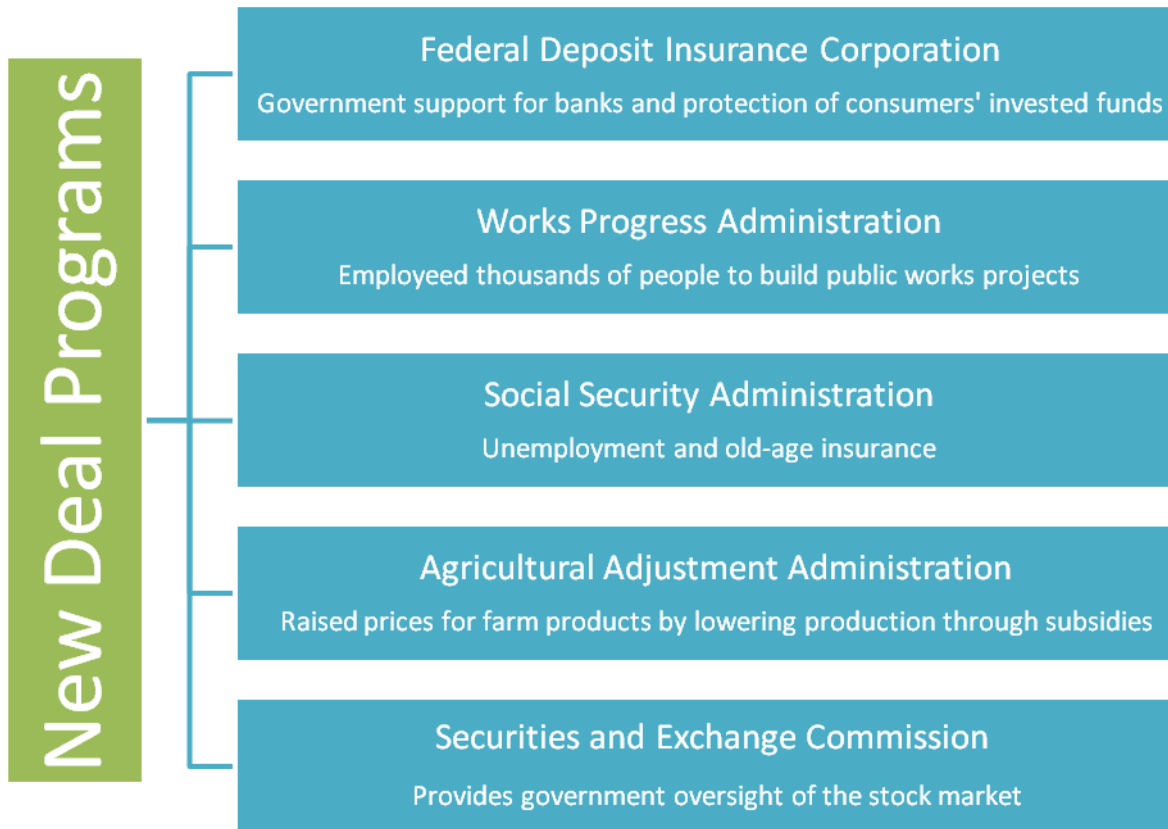 New Deal Programs
Federal Deposit Insurance Corporation
Government support for banks and protection of consumers' invested funds
Works Progress Administration
Employeed thousands of people to build public works projects
Social Security Administration
Unemployment and old-age insurance
Agricultural Adjustment Administration
Raised prices for farm products by lowering production through subsidies
Securities and Exchange Commission
Provides government oversight of the stock market